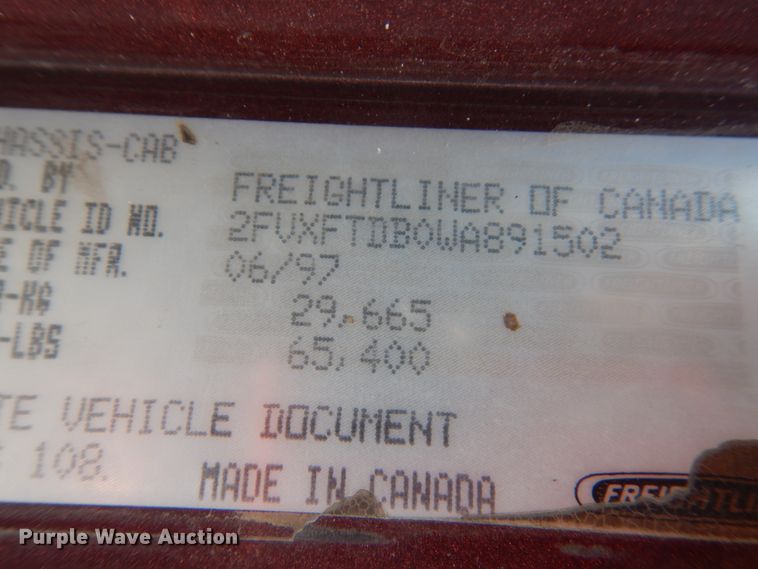 HASSIS-CAB
D. BY FREIGHTLINER OF CANADA
HICLE ID NO. 2FVXFTDB0WA891502
E OF MFR. 06/97
R-KG 29,665
-LBS 65,400
TE VEHICLE DOCUMENT
108.
MADE IN CANADA
FREIGHTLI
Purple Wave Auction